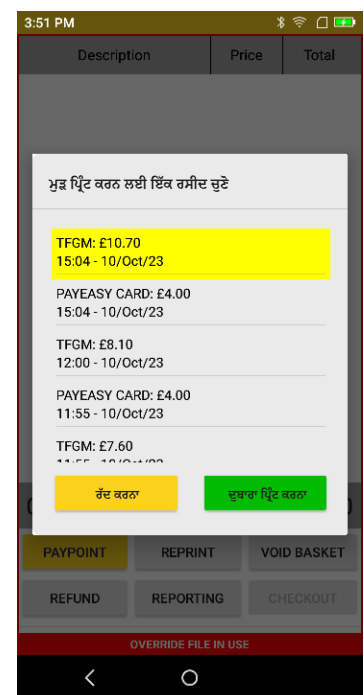 3:51 PM
Description Price Total
ਮੁੜ ਪ੍ਰਿੰਟ ਕਰਨ ਲਈ ਇੱਕ ਰਸੀਦ ਚੁਣੋ
TFGM: £10.70
15:04 - 10/Oct/23
PAYEASY CARD: £4.00
15:04 - 10/Oct/23
TFGM: £8.10
12:00 - 10/Oct/23
PAYEASY CARD: £4.00
11:55 - 10/Oct/23
TFGM: £7.60
ਰੱਦ ਕਰਨਾ ਦੁਬਾਰਾ ਪ੍ਰਿੰਟ ਕਰਨਾ
PAYPOINT REPRINT VOID BASKET
REFUND REPORTING CHECKOUT
OVERRIDE FILE IN USE